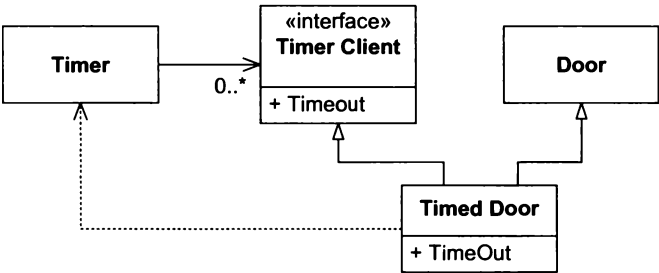 «interface»
Timer Client
Timer
Door
0..*
+ Timeout
Timed Door
+ TimeOut